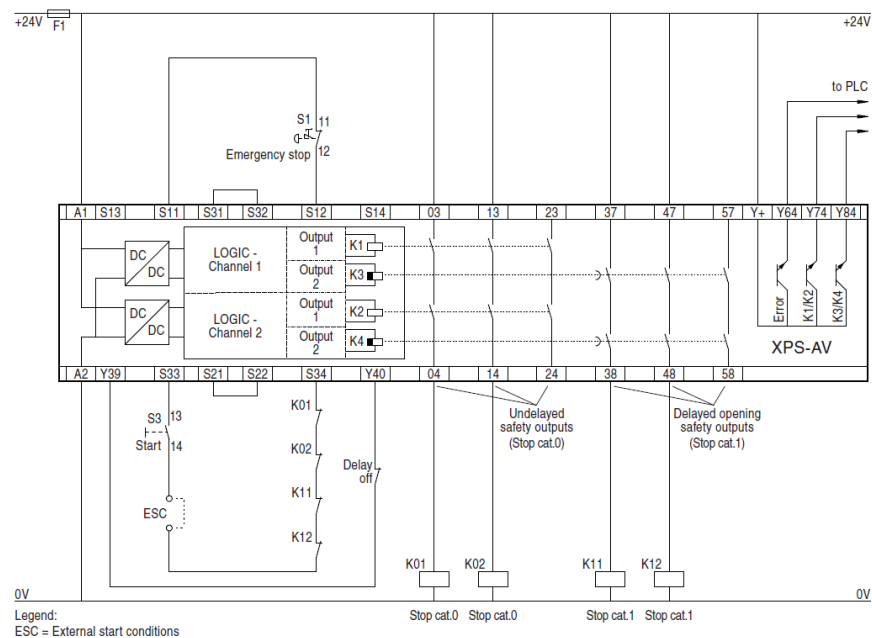 +24V F1 +24V
to PLC
S1 11
Emergency stop 12
A1 S13 S11 S31 S32 S12 S14 03 13 23 37 47 57 Y+ Y64 Y74 Y84
DC DC
LOGIC -
Channel 1
Output
1
K1
Output
2
K3
DC DC
LOGIC -
Channel 2
Output
1
K2
Output
2
K4
Error K1/K2 K3/K4
XPS-AV
A2 Y39 S33 S21 S22 S34 Y40 04 14 24 38 48 58
Undelayed
safety outputs
(Stop cat.0)
Delayed opening
safety outputs
(Stop cat.1)
S3 13
Start 14
ESC
K01
K02
K11
K12
Delay
off
K01 K02 K11 K12
0V 0V
Stop cat.0 Stop cat.0 Stop cat.1 Stop cat.1
Legend:
ESC = External start conditions